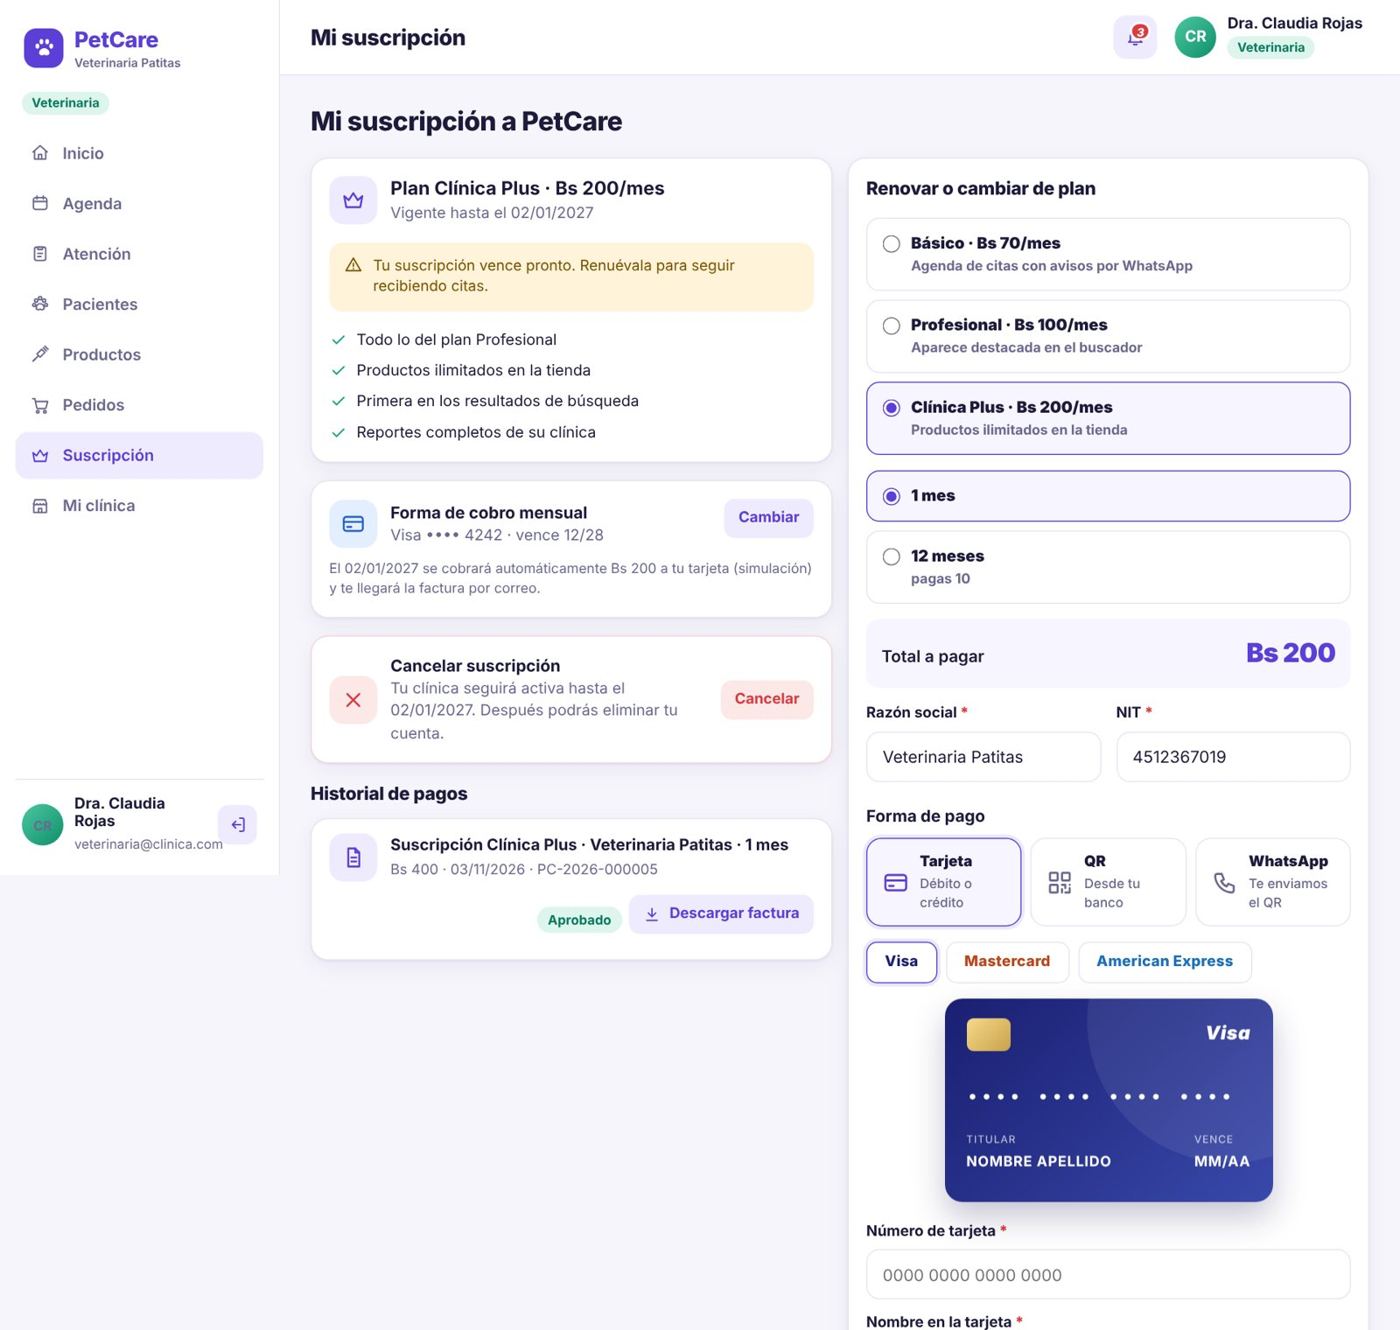 PetCare
Veterinaria Patitas
Veterinaria
Inicio
Agenda
Atención
Pacientes
Productos
Pedidos
Suscripción
Mi clínica
CR
Dra. Claudia
Rojas
veterinaria@clinica.com
Mi suscripción
3
CR
Dra. Claudia Rojas
Veterinaria
Mi suscripción a PetCare
Plan Clínica Plus · Bs 200/mes
Vigente hasta el 02/01/2027
Tu suscripción vence pronto. Renuévala para seguir
recibiendo citas.
Todo lo del plan Profesional
Productos ilimitados en la tienda
Primera en los resultados de búsqueda
Reportes completos de su clínica
Forma de cobro mensual
Visa •••• 4242 · vence 12/28
Cambiar
El 02/01/2027 se cobrará automáticamente Bs 200 a tu tarjeta (simulación)
y te llegará la factura por correo.
Cancelar suscripción
Tu clínica seguirá activa hasta el
02/01/2027. Después podrás eliminar tu
cuenta.
Cancelar
Historial de pagos
Suscripción Clínica Plus · Veterinaria Patitas · 1 mes
Bs 400 · 03/11/2026 · PC-2026-000005
Aprobado
Descargar factura
Renovar o cambiar de plan
Básico · Bs 70/mes
Agenda de citas con avisos por WhatsApp
Profesional · Bs 100/mes
Aparece destacada en el buscador
Clínica Plus · Bs 200/mes
Productos ilimitados en la tienda
1 mes
12 meses
pagas 10
Total a pagar
Bs 200
Razón social *
Veterinaria Patitas
NIT *
4512367019
Forma de pago
Tarjeta
Débito o
crédito
QR
Desde tu
banco
WhatsApp
Te enviamos
el QR
Visa
Mastercard
American Express
Visa
•••• •••• •••• ••••
TITULAR
NOMBRE APELLIDO
VENCE
MM/AA
Número de tarjeta *
0000 0000 0000 0000
Nombre en la tarjeta *